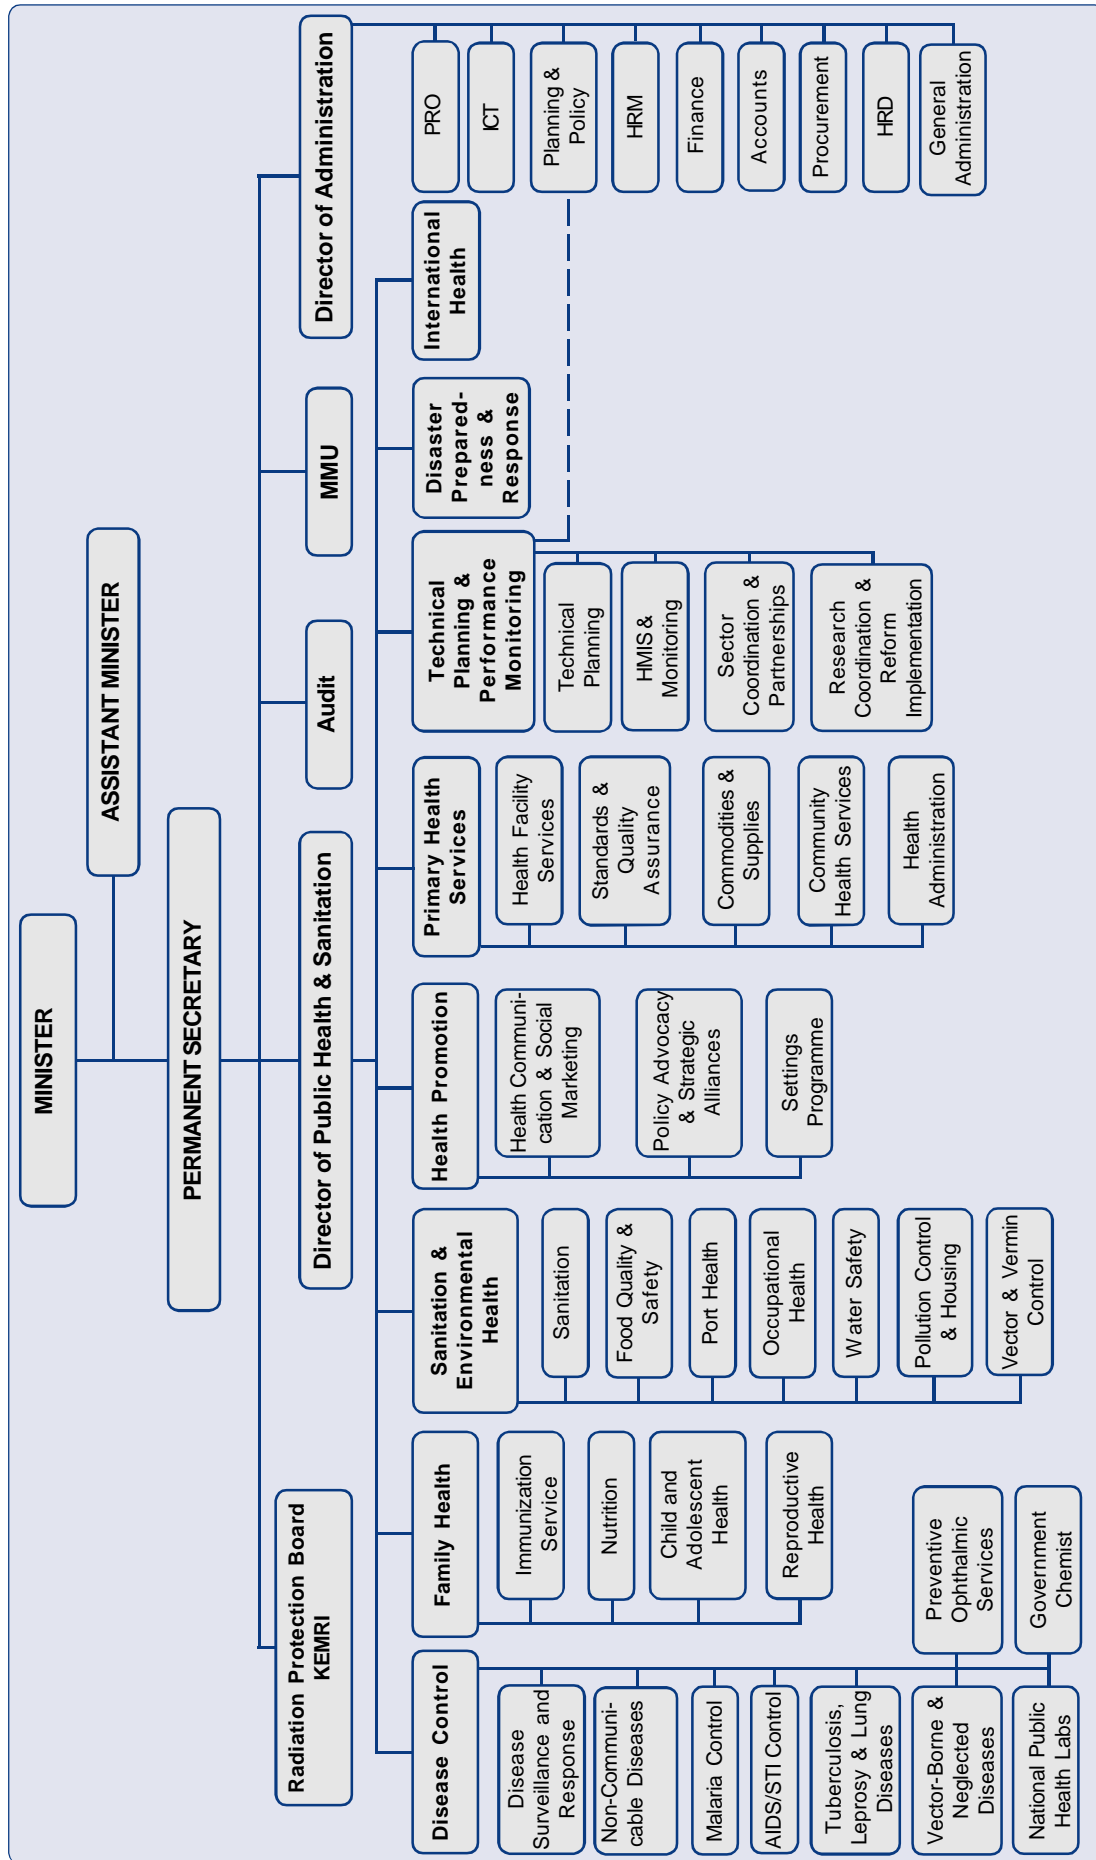 MINISTER
ASSISTANT MINISTER
PERMANENT SECRETARY
Radiation Protection Board
KEMRI
Director of Public Health & Sanitation
Audit
MMU
Director of Administration
Disease Control
Disease
Surveillance and
Response
Non-Communi-
cable Diseases
Malaria Control
AIDS/STI Control
Tuberculosis,
Leprosy & Lung
Diseases
Vector-Borne &
Neglected
Diseases
National Public
Health Labs
Preventive
Ophthalmic
Services
Government
Chemist
Family Health
Immunization
Service
Nutrition
Child and
Adolescent
Health
Reproductive
Health
Sanitation &
Environmental
Health
Sanitation
Food Quality &
Safety
Port Health
Occupational
Health
Water Safety
Pollution Control
& Housing
Vector & Vermin
Control
Health Promotion
Health Communi-
cation & Social
Marketing
Policy Advocacy
& Strategic
Alliances
Settings
Programme
Primary Health
Services
Health Facility
Services
Standards &
Quality
Assurance
Commodities &
Supplies
Community
Health Services
Health
Administration
Technical
Planning &
Performance
Monitoring
Technical
Planning
HMIS &
Monitoring
Sector
Coordination &
Partnerships
Research
Coordination &
Reform
Implementation
Disaster
Prepared-
ness &
Response
International
Health
PRO
ICT
Planning &
Policy
HRM
Finance
Accounts
Procurement
HRD
General
Administration